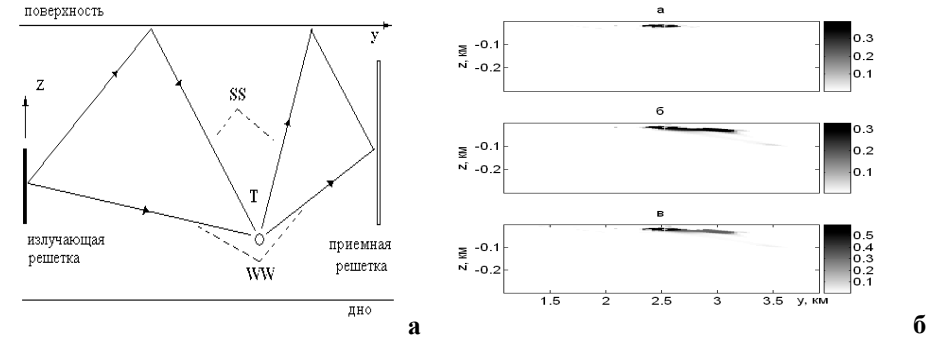 поверхность
y
Z
SS
T
излучающая
решетка
приемная
решетка
WW
дно
а
а
z, км
-0.1
-0.2
0.3
0.2
0.1
б
z, км
-0.1
-0.2
0.3
0.2
0.1
в
z, км
-0.1
-0.2
0.5
0.4
0.3
0.2
0.1
1.5 2 2.5 3 3.5 y, км
б